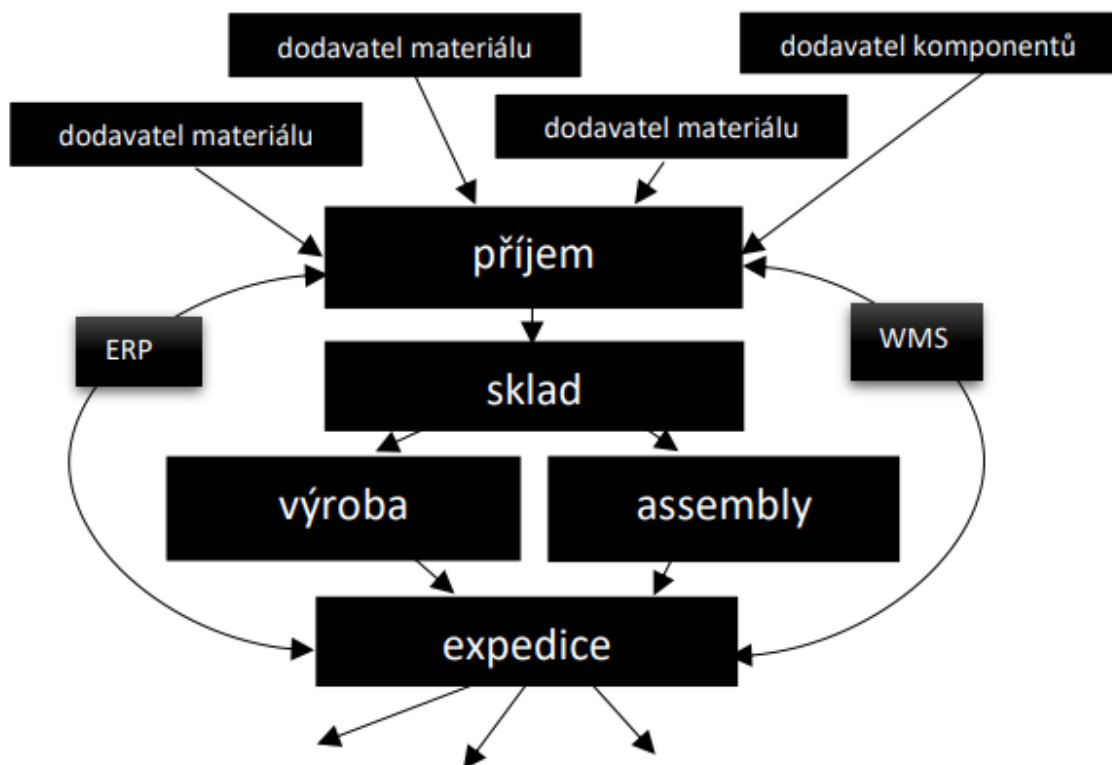 dodavatel materiálu
dodavatel komponentů
dodavatel materiálu
dodavatel materiálu
příjem
ERP
WMS
sklad
výroba
assembly
expedice